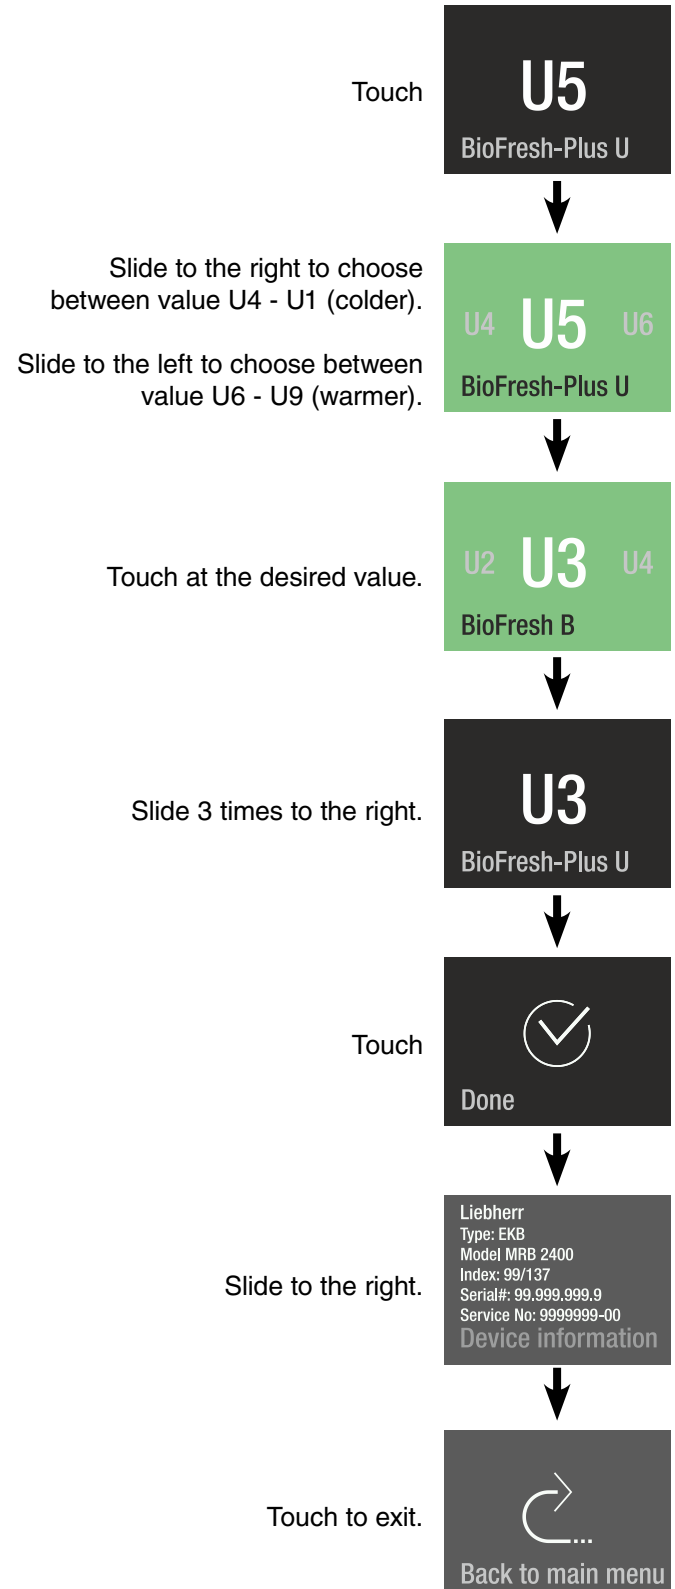 Touch
U5
BioFresh-Plus U
Slide to the right to choose
between value U4 - U1 (colder).
Slide to the left to choose between
value U6 - U9 (warmer).
U4 U5 U6
BioFresh-Plus U
Touch at the desired value.
U2 U3 U4
BioFresh B
Slide 3 times to the right.
U3
BioFresh-Plus U
Touch
Done
Slide to the right.
Liebherr
Type: EKB
Model MRB 2400
Index: 99/137
Serial#: 99.999.999.9
Service No: 9999999-00
Device information
Touch to exit.
Back to main menu